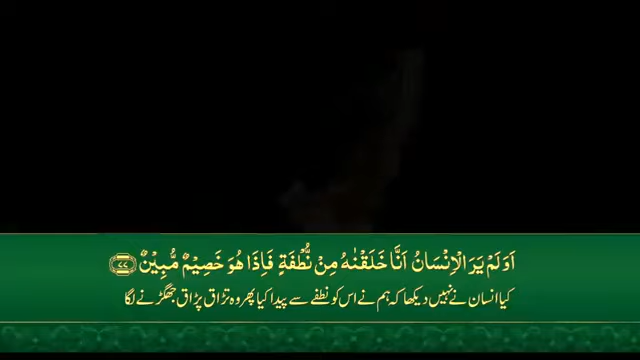 اَوَلَمۡ يَرَ الۡاِنۡسَانُ اَنَّا خَلَقۡنٰهُ مِنۡ نُّطۡفَةٍ فَاِذَا هُوَ خَصِيۡمٌ مُّبِيۡنٌ ﴿۷۷﴾
کیا انسان نے نہیں دیکھا کہ ہم نے اس کو نطفے سے پیدا کیا پھر وہ تڑاق پڑاق جھگڑنے لگا